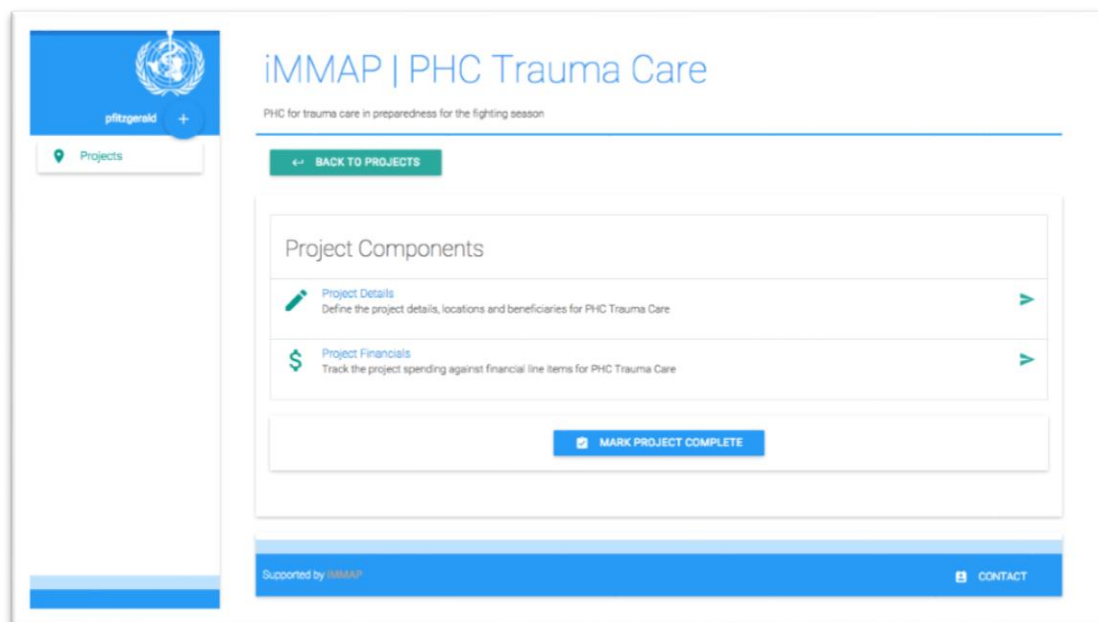 pfitzgerald
+
Projects
iMMAP | PHC Trauma Care
PHC for trauma care in preparedness for the fighting season
BACK TO PROJECTS
Project Components
Project Details
Define the project details, locations and beneficiaries for PHC Trauma Care
$
Project Financials
Track the project spending against financial line items for PHC Trauma Care
MARK PROJECT COMPLETE
Supported by iMMAP
CONTACT